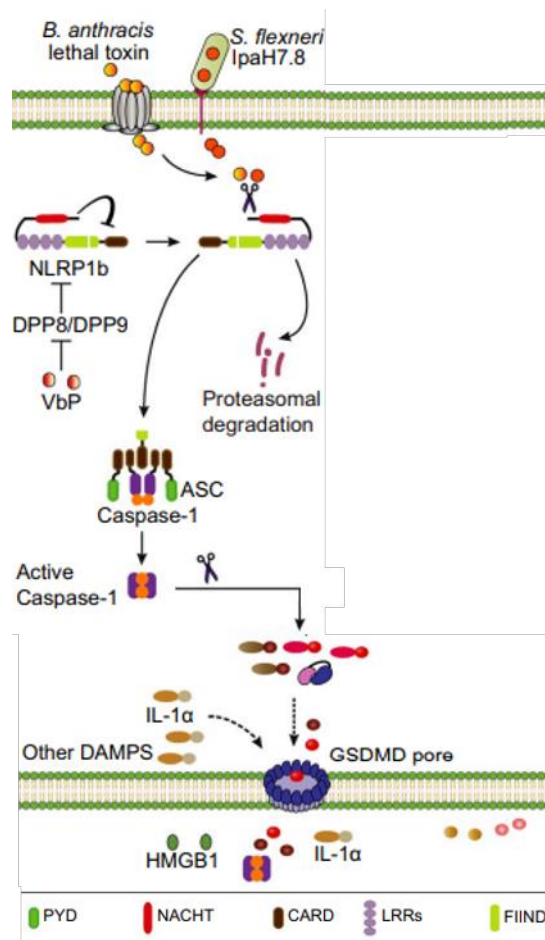 B. anthracis
lethal toxin
S. flexneri
IpaH7.8
NLRP1b
DPP8/DPP9
VbP
Proteasomal
degradation
ASC
Caspase-1
Active
Caspase-1
IL-1α
Other DAMPS
GSDMD pore
HMGB1
IL-1α
PYD
NACHT
CARD
LRRs
FIIND